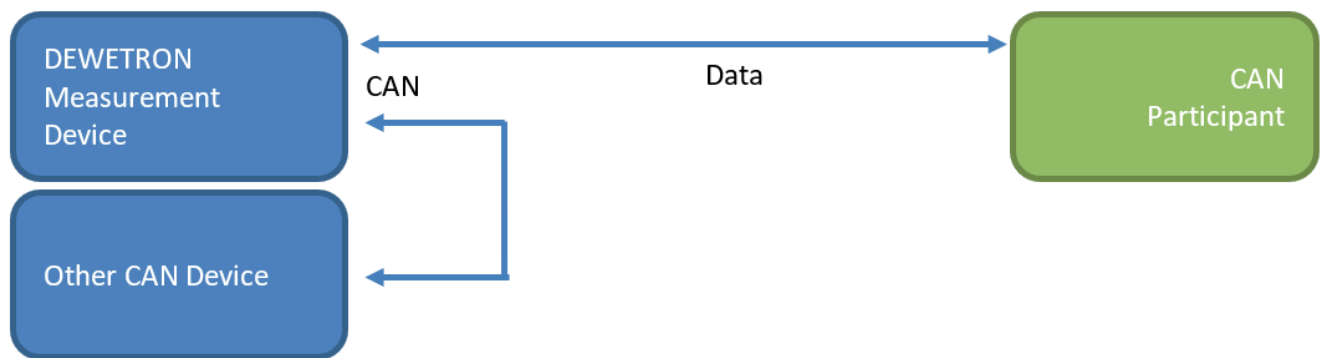 DEWETRON
Measurement
Device
CAN
Data
CAN
Participant
Other CAN Device